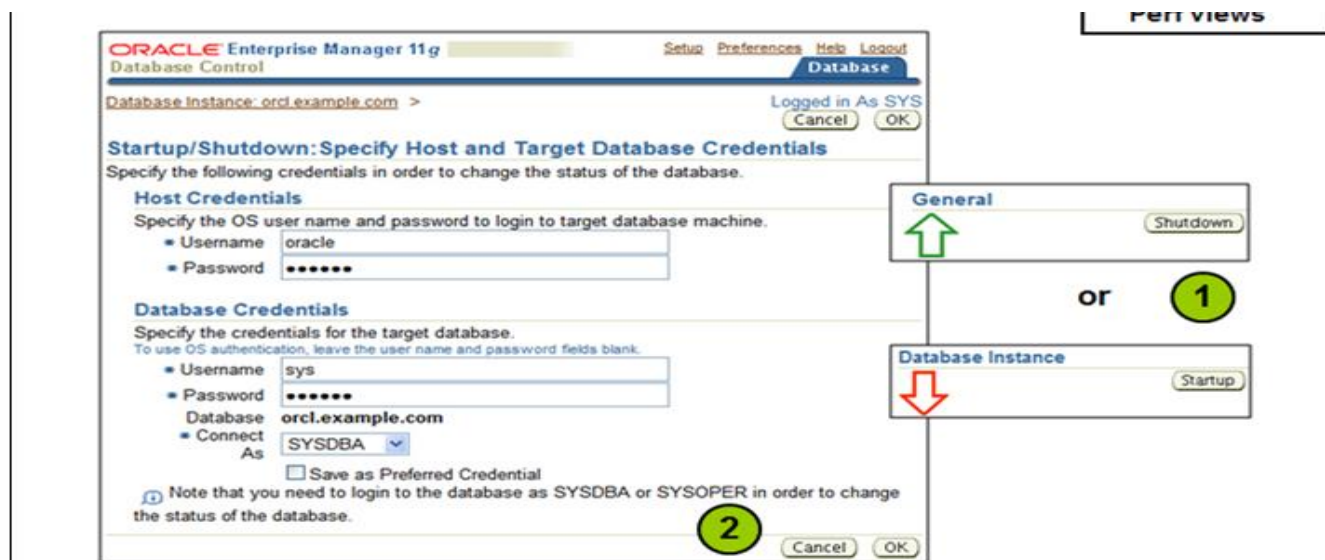 Perf Views
ORACLE Enterprise Manager 11g
Database Control
Setup Preferences Help Logout
Database
Database Instance: orcl.example.com >
Logged in As SYS
Cancel OK
Startup/Shutdown:Specify Host and Target Database Credentials
Specify the following credentials in order to change the status of the database.
Host Credentials
Specify the OS user name and password to login to target database machine.
Username oracle
Password ••••••
Database Credentials
Specify the credentials for the target database.
To use OS authentication, leave the user name and password fields blank.
Username sys
Password ••••••
Database orcl.example.com
Connect
As SYSDBA
Save as Preferred Credential
Note that you need to login to the database as SYSDBA or SYSOPER in order to change
the status of the database.
2
Cancel OK
General
Shutdown
or 1
Database Instance
Startup